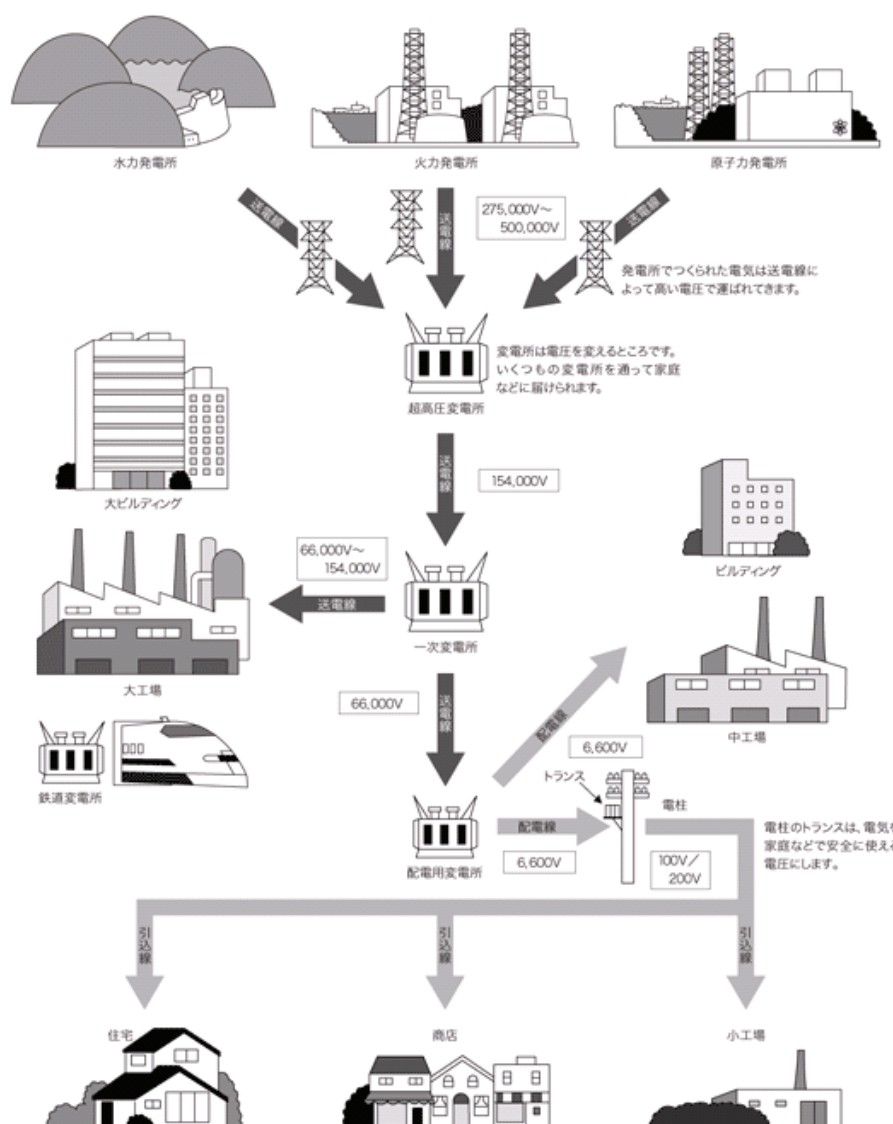 水力発電所
火力発電所
原子力発電所
送電線
送電線
275,000V～
500,000V
送電線
発電所でつくられた電気は送電線に
よって高い電圧で運ばれてきます。
変電所は電圧を変えるところです。
いくつもの変電所を通って家庭
などに届けられます。
超高圧変電所
大ビルディング
送電線
154,000V
ビルディング
66,000V～
154,000V
送電線
一次変電所
大工場
66,000V
送電線
配電線
中工場
鉄道変電所
6,600V
トランス
電柱
配電線
6,600V
配電用変電所
100V／
200V
電柱のトランスは、電気を
家庭などで安全に使える
電圧にします。
引込線
引込線
引込線
住宅
商店
小工場